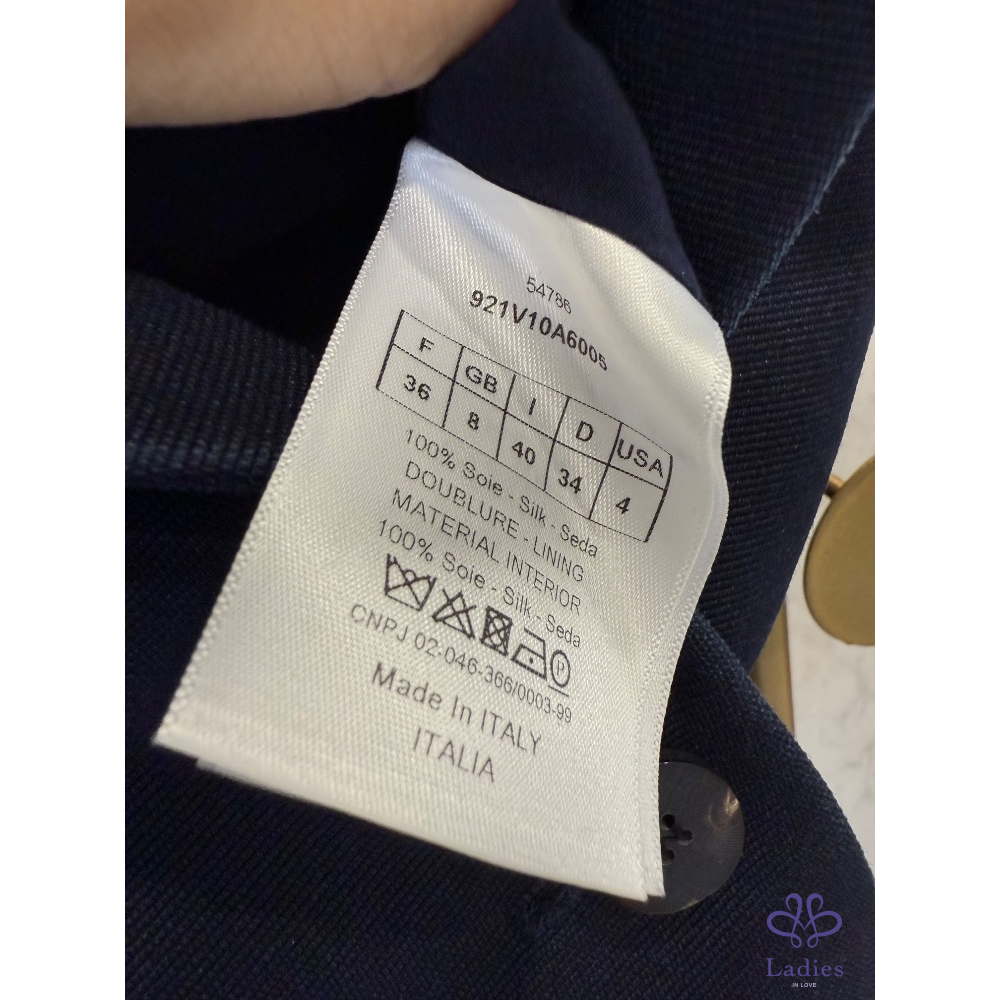 54786
921V10A6005
F GB I D USA
36 8 40 34 4
100% Soie - Silk - Seda
DOUBLURE - LINING
MATERIAL INTERIOR
100% Soie - Silk - Seda
P
CNPJ 02-046-366/0003-99
Made In ITALY
ITALIA
Ladies
IN LOVE